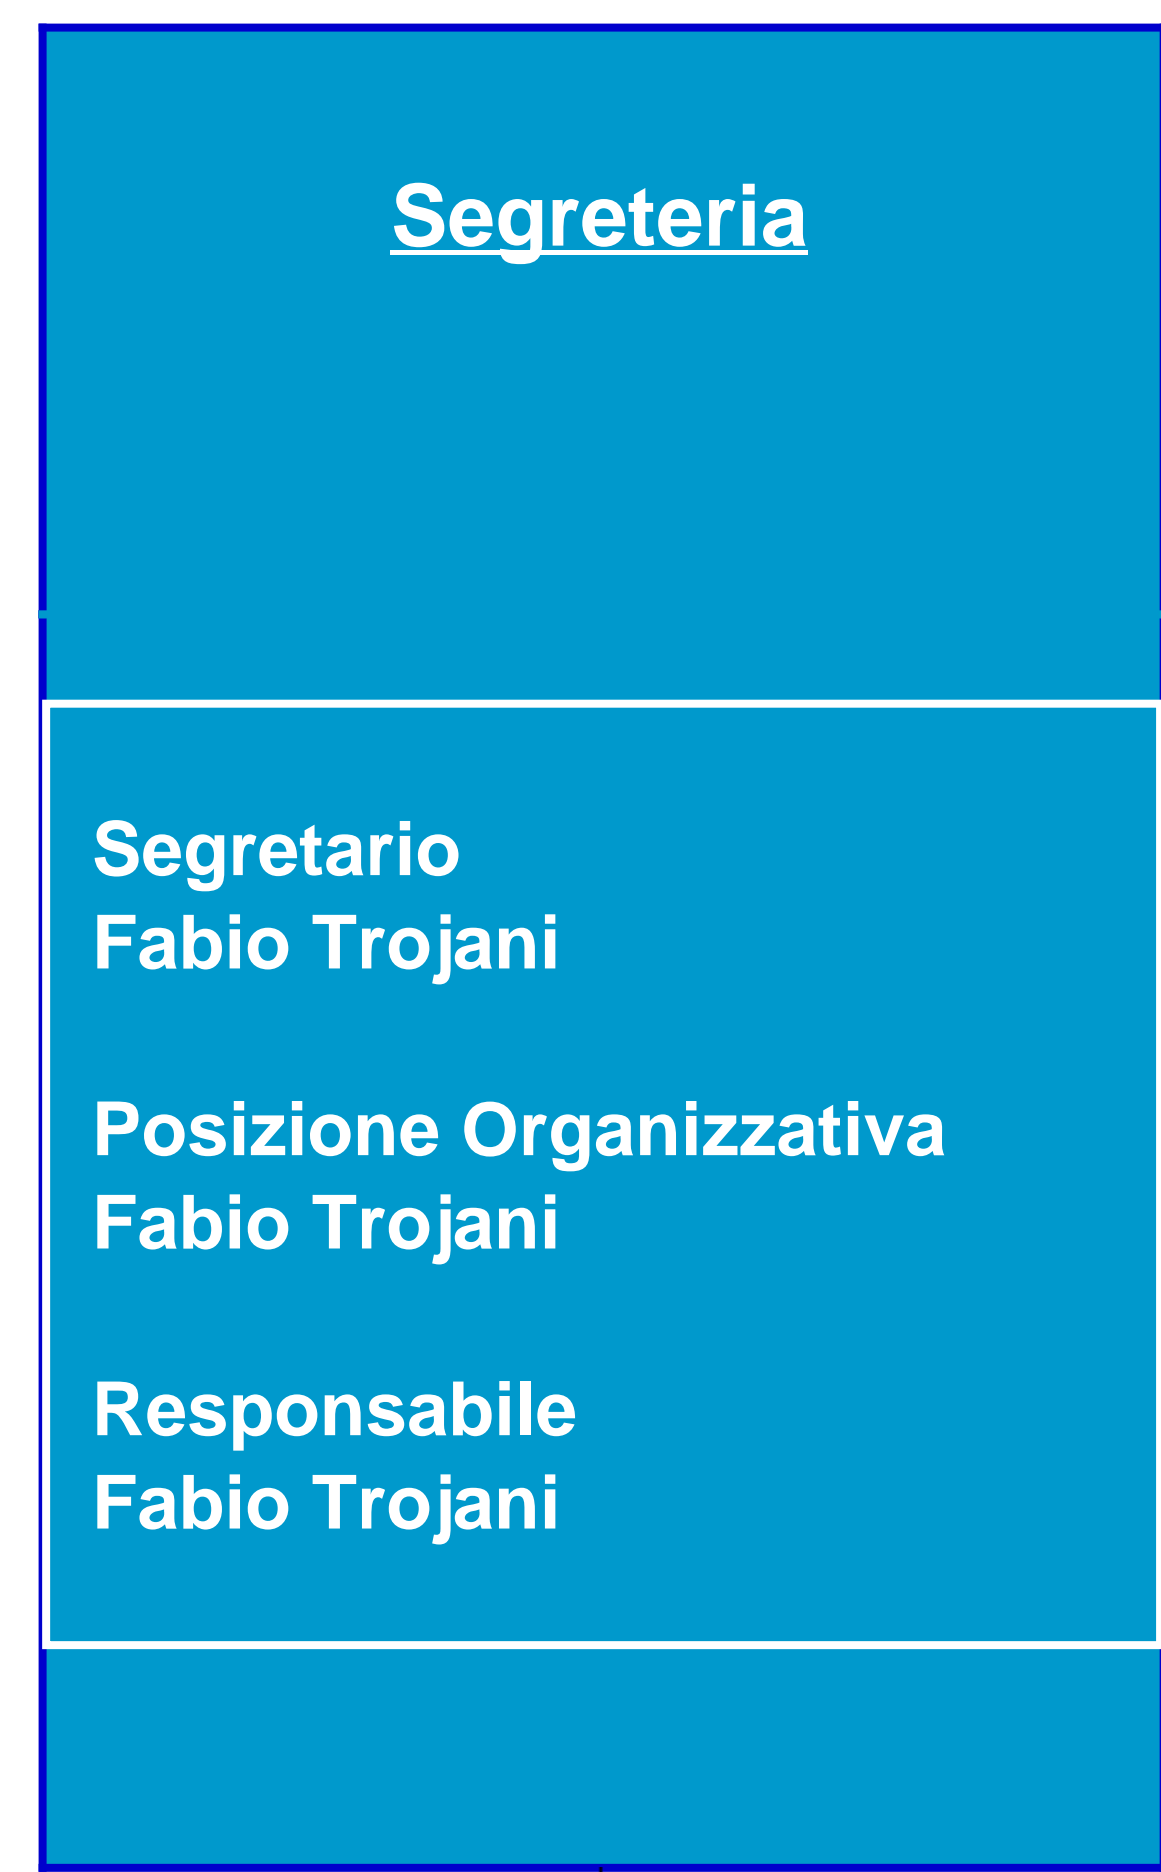 Segreteria
Segretario
Fabio Trojani
Posizione Organizzativa
Fabio Trojani
Responsabile
Fabio Trojani